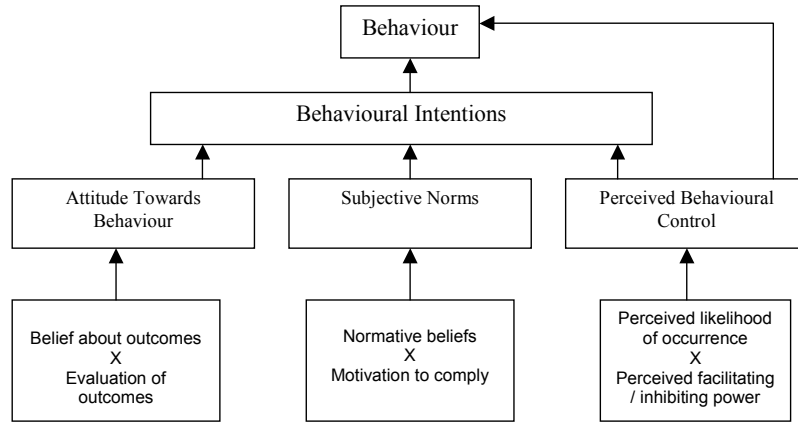 Behaviour
Behavioural Intentions
Attitude Towards
Behaviour
Subjective Norms
Perceived Behavioural
Control
Belief about outcomes
X
Evaluation of
outcomes
Normative beliefs
X
Motivation to comply
Perceived likelihood
of occurrence
X
Perceived facilitating
/ inhibiting power